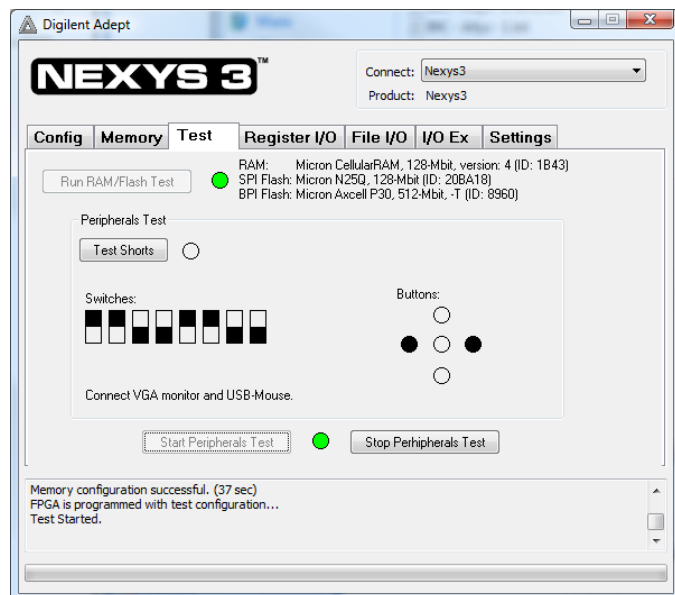 Digilent Adept
NEXYS 3™
Connect: Nexys3
Product: Nexys3
Config Memory Test Register I/O File I/O I/O Ex Settings
Run RAM/Flash Test
RAM: Micron CellularRAM, 128-Mbit, version: 4 (ID: 1B43)
SPI Flash: Micron N25Q, 128-Mbit (ID: 20BA18)
BPI Flash: Micron Axcell P30, 512-Mbit, -T (ID: 8960)
Peripherals Test
Test Shorts
Switches:
Buttons:
Connect VGA monitor and USB-Mouse.
Start Peripherals Test
Stop Perhipherals Test
Memory configuration successful. (37 sec)
FPGA is programmed with test configuration...
Test Started.